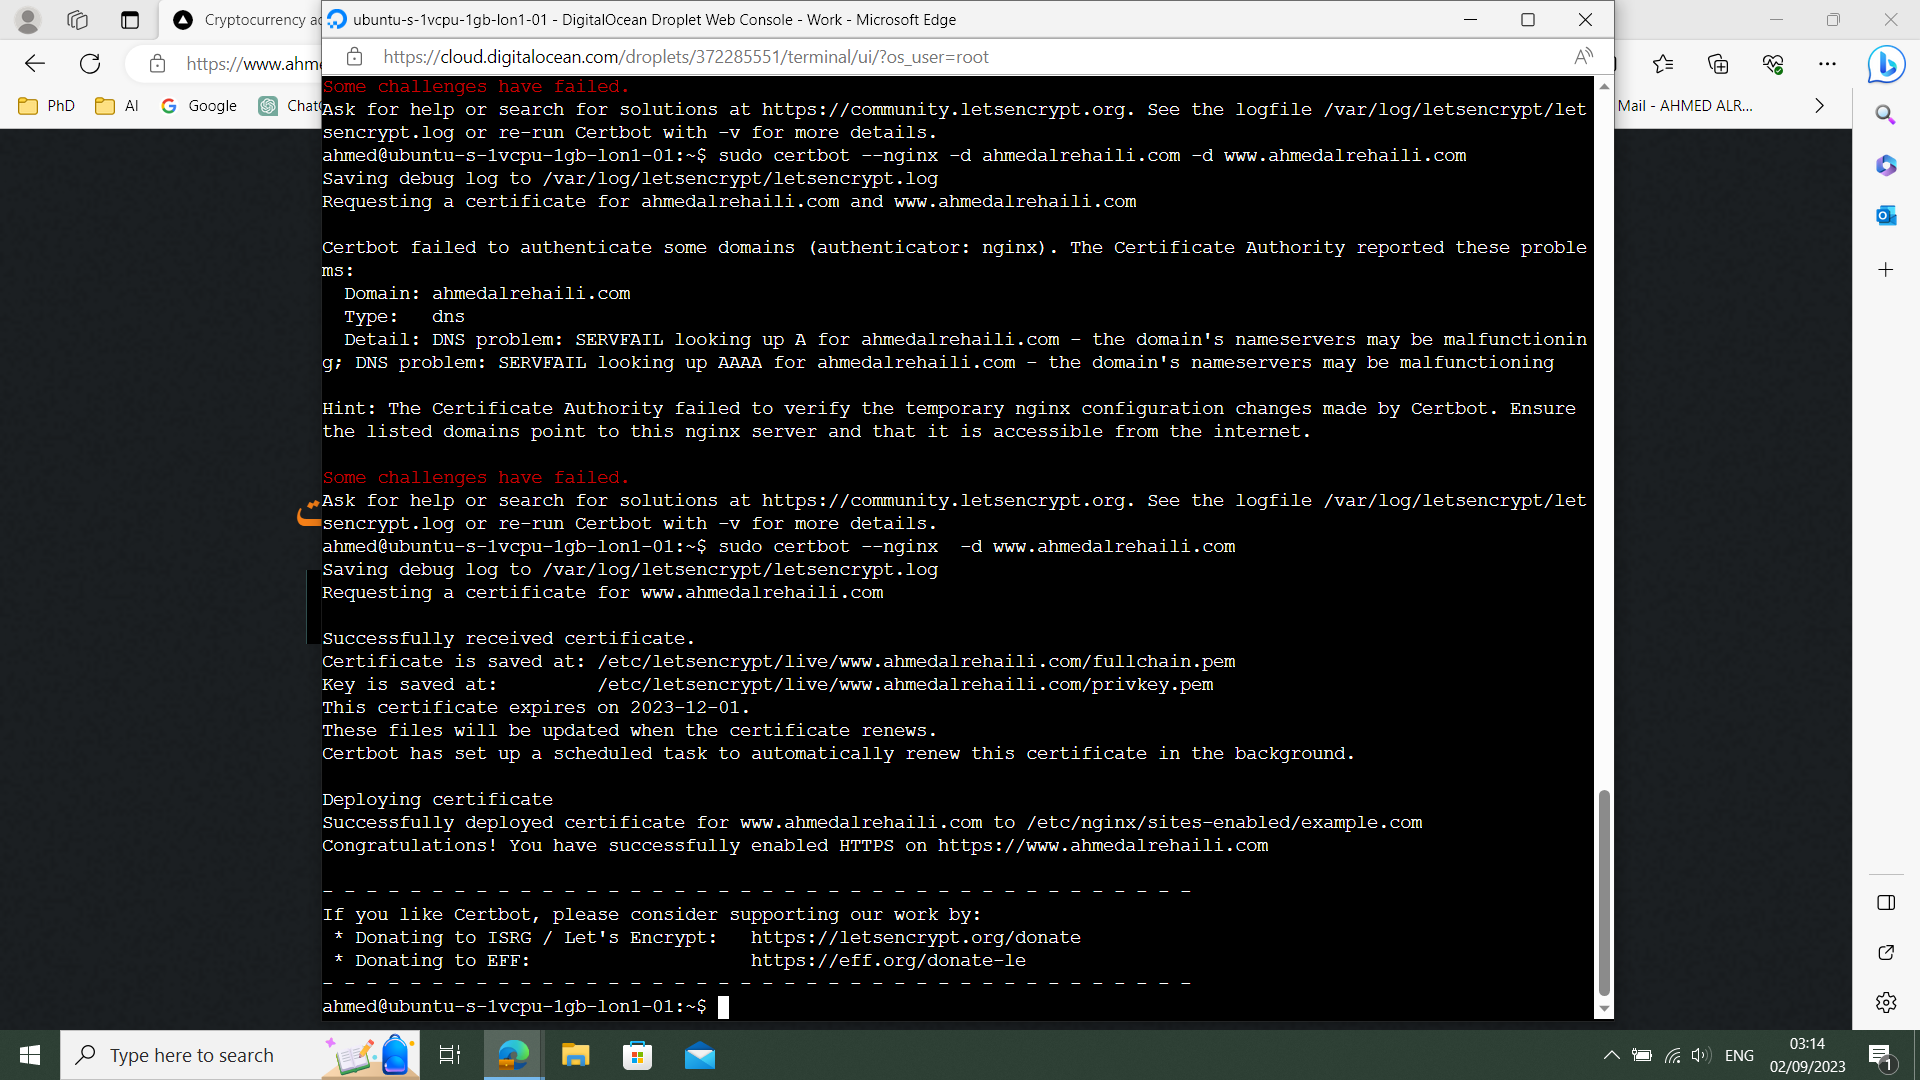 Cryptocurrency ad
ubuntu-s-1vcpu-1gb-lon1-01 - DigitalOcean Droplet Web Console - Work - Microsoft Edge
https://www.ahme
https://cloud.digitalocean.com/droplets/372285551/terminal/ui/?os_user=root
PhD
AI
Google
Chat
Mail - AHMED ALR...
Some challenges have failed.
Ask for help or search for solutions at https://community.letsencrypt.org. See the logfile /var/log/letsencrypt/let
sencrypt.log or re-run Certbot with -v for more details.
ahmed@ubuntu-s-1vcpu-1gb-lon1-01:~$ sudo certbot --nginx -d ahmedalrehaili.com -d www.ahmedalrehaili.com
Saving debug log to /var/log/letsencrypt/letsencrypt.log
Requesting a certificate for ahmedalrehaili.com and www.ahmedalrehaili.com
Certbot failed to authenticate some domains (authenticator: nginx). The Certificate Authority reported these proble
ms:
Domain: ahmedalrehaili.com
Type:   dns
Detail: DNS problem: SERVFAIL looking up A for ahmedalrehaili.com - the domain's nameservers may be malfunctionin
g; DNS problem: SERVFAIL looking up AAAA for ahmedalrehaili.com - the domain's nameservers may be malfunctioning
Hint: The Certificate Authority failed to verify the temporary nginx configuration changes made by Certbot. Ensure
the listed domains point to this nginx server and that it is accessible from the internet.
Some challenges have failed.
Ask for help or search for solutions at https://community.letsencrypt.org. See the logfile /var/log/letsencrypt/let
sencrypt.log or re-run Certbot with -v for more details.
ahmed@ubuntu-s-1vcpu-1gb-lon1-01:~$ sudo certbot --nginx  -d www.ahmedalrehaili.com
Saving debug log to /var/log/letsencrypt/letsencrypt.log
Requesting a certificate for www.ahmedalrehaili.com
Successfully received certificate.
Certificate is saved at: /etc/letsencrypt/live/www.ahmedalrehaili.com/fullchain.pem
Key is saved at:         /etc/letsencrypt/live/www.ahmedalrehaili.com/privkey.pem
This certificate expires on 2023-12-01.
These files will be updated when the certificate renews.
Certbot has set up a scheduled task to automatically renew this certificate in the background.
Deploying certificate
Successfully deployed certificate for www.ahmedalrehaili.com to /etc/nginx/sites-enabled/example.com
Congratulations! You have successfully enabled HTTPS on https://www.ahmedalrehaili.com
- - - - - - - - - - - - - - - - - - - - - - - - - - - - - - - - - - - - - - - -
If you like Certbot, please consider supporting our work by:
* Donating to ISRG / Let's Encrypt:   https://letsencrypt.org/donate
* Donating to EFF:                    https://eff.org/donate-le
- - - - - - - - - - - - - - - - - - - - - - - - - - - - - - - - - - - - - - - -
ahmed@ubuntu-s-1vcpu-1gb-lon1-01:~$
Type here to search
ENG
03:14
02/09/2023
1